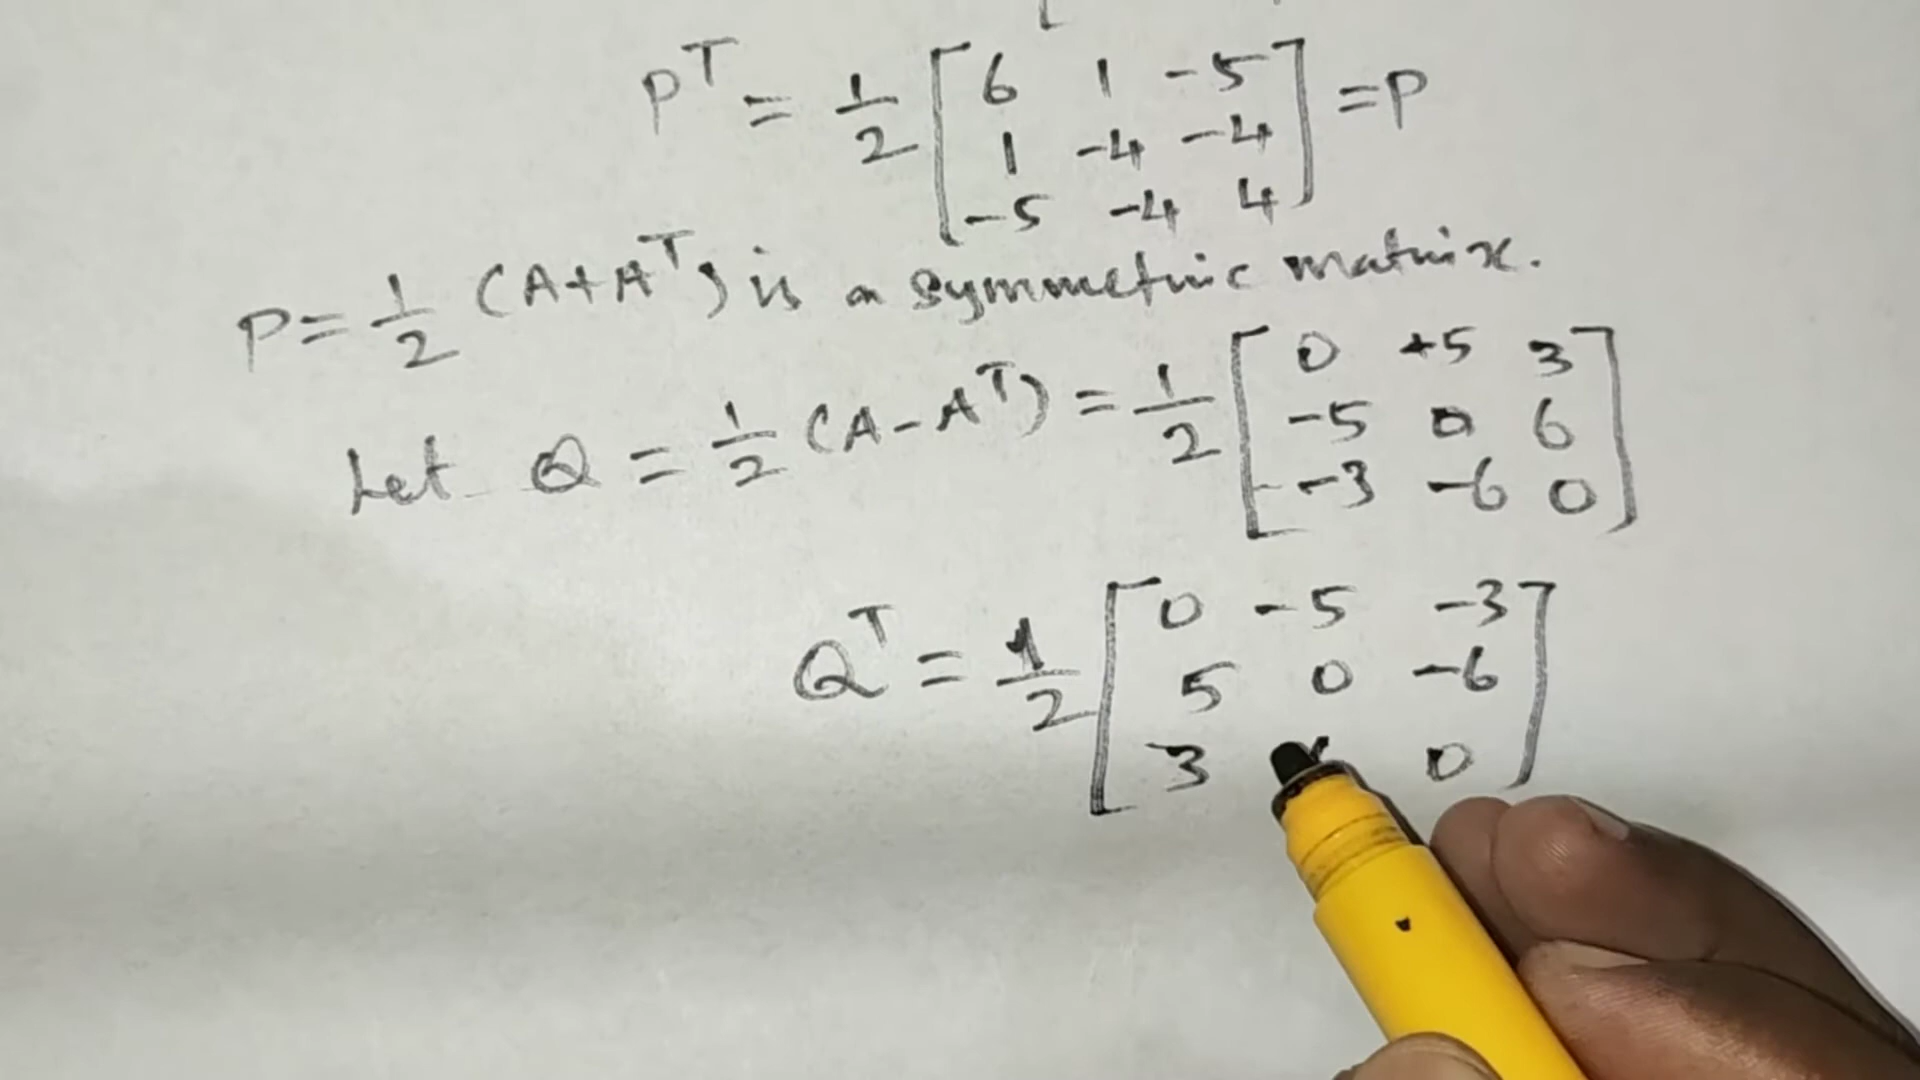 P^T = 1/2 [6 1 -5
1 -4 -4
-5 -4 4] = P
P = 1/2 (A+A^T) is a symmetric matrix.
Let Q = 1/2 (A-A^T) = 1/2 [0 +5 3
-5 0 6
-3 -6 0]
Q^T = 1/2 [0 -5 -3
5 0 -6
3 0]